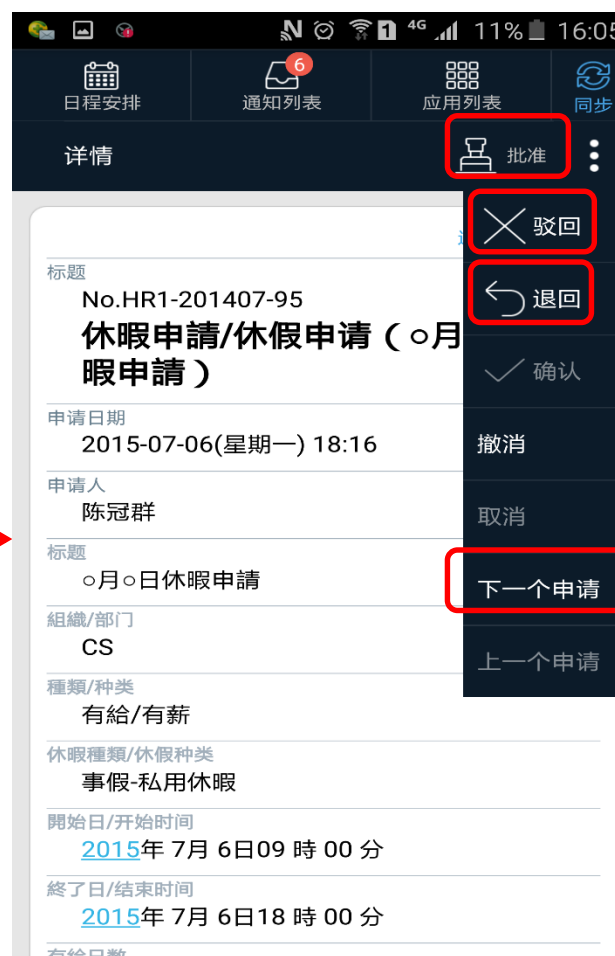 4G 11% 16:05
日程安排
6
通知列表
应用列表
同步
详情
批准
驳回
退回
确认
撤消
取消
下一个申请
上一个申请
标题
No.HR1-201407-95
休暇申請/休假申请（○月
暇申請）
申请日期
2015-07-06(星期一) 18:16
申请人
陈冠群
标题
○月○日休暇申請
組織/部门
CS
種類/种类
有給/有薪
休暇種類/休假种类
事假-私用休暇
開始日/开始时间
2015年 7月 6日09 時 00 分
終了日/结束时间
2015年 7月 6日18 時 00 分
有給日数